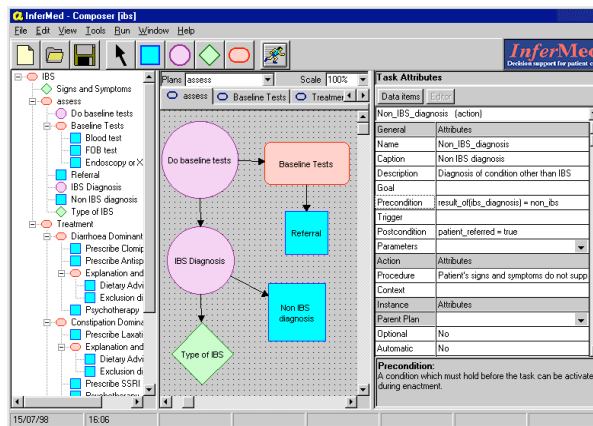 InferMed - Composer [ibs]
File Edit View Tools Run Window Help
InferMe
Decision support for patient c
IBS
Signs and Symptoms
assess
Do baseline tests
Baseline Tests
Blood test
FOB test
Endoscopy or X
Referral
IBS Diagnosis
Non IBS diagnosis
Type of IBS
Treatment
Diarrhoea Dominant
Prescribe Clomip
Prescribe Antisp
Explanation and
Dietary Advi
Exclusion di
Psychotherapy
Constipation Domina
Prescribe Laxati
Explanation and
Dietary Advi
Exclusion di
Prescribe SSRI
Psychotherapy
Plans assess Scale 100%
assess Baseline Tests Treatmer
Do baseline tests
Baseline Tests
Referral
IBS Diagnosis
Non IBS
diagnosis
Type of IBS
Task Attributes
Data items Editor
Non_IBS_diagnosis (action)
General Attributes
Name Non_IBS_diagnosis
Caption Non IBS diagnosis
Description Diagnosis of condition other than IBS
Goal
Precondition result_of(ibs_diagnosis) = non_ibs
Trigger
Postcondition patient_referred = true
Parameters
Action Attributes
Procedure Patient's signs and symptoms do not supp
Context
Instance Attributes
Parent Plan
Optional No
Automatic No
Precondition:
A condition which must hold before the task can be activate
during enactment.
15/07/98 16:06